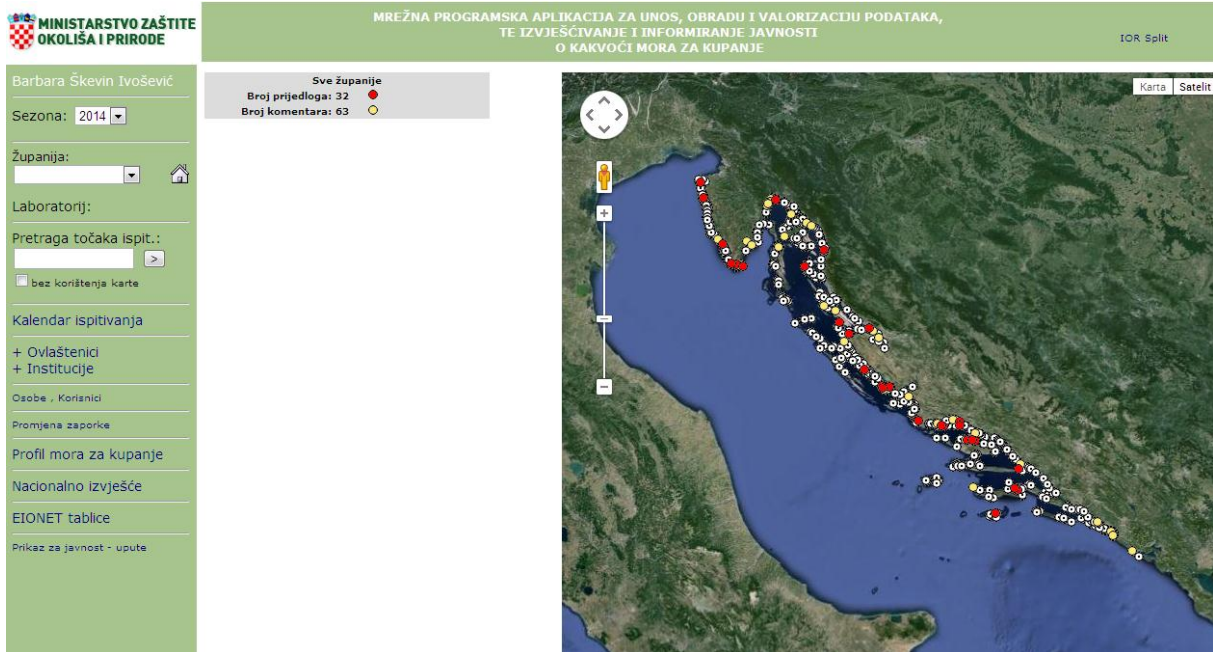 MINISTARSTVO ZAŠTITE
OKOLIŠA I PRIRODE
MREŽNA PROGRAMSKA APLIKACIJA ZA UNOS, OBRADU I VALORIZACIJU PODATAKA,
TE IZVJEŠĆIVANJE I INFORMIRANJE JAVNOSTI
O KAKVOĆI MORA ZA KUPANJE
IOR Split
Barbara Škevin Ivošević
Sezona: 2014
Županija:
Laboratorij:
Pretraga točaka ispit.:
>
bez korištenja karte
Kalendar ispitivanja
+ Ovlaštenici
+ Institucije
Osobe , Korisnici
Promjena zaporke
Profil mora za kupanje
Nacionalno izvješće
EIONET tablice
Prikaz za javnost - upute
Sve županije
Broj prijedloga: 32
Broj komentara: 63
Karta Satelit